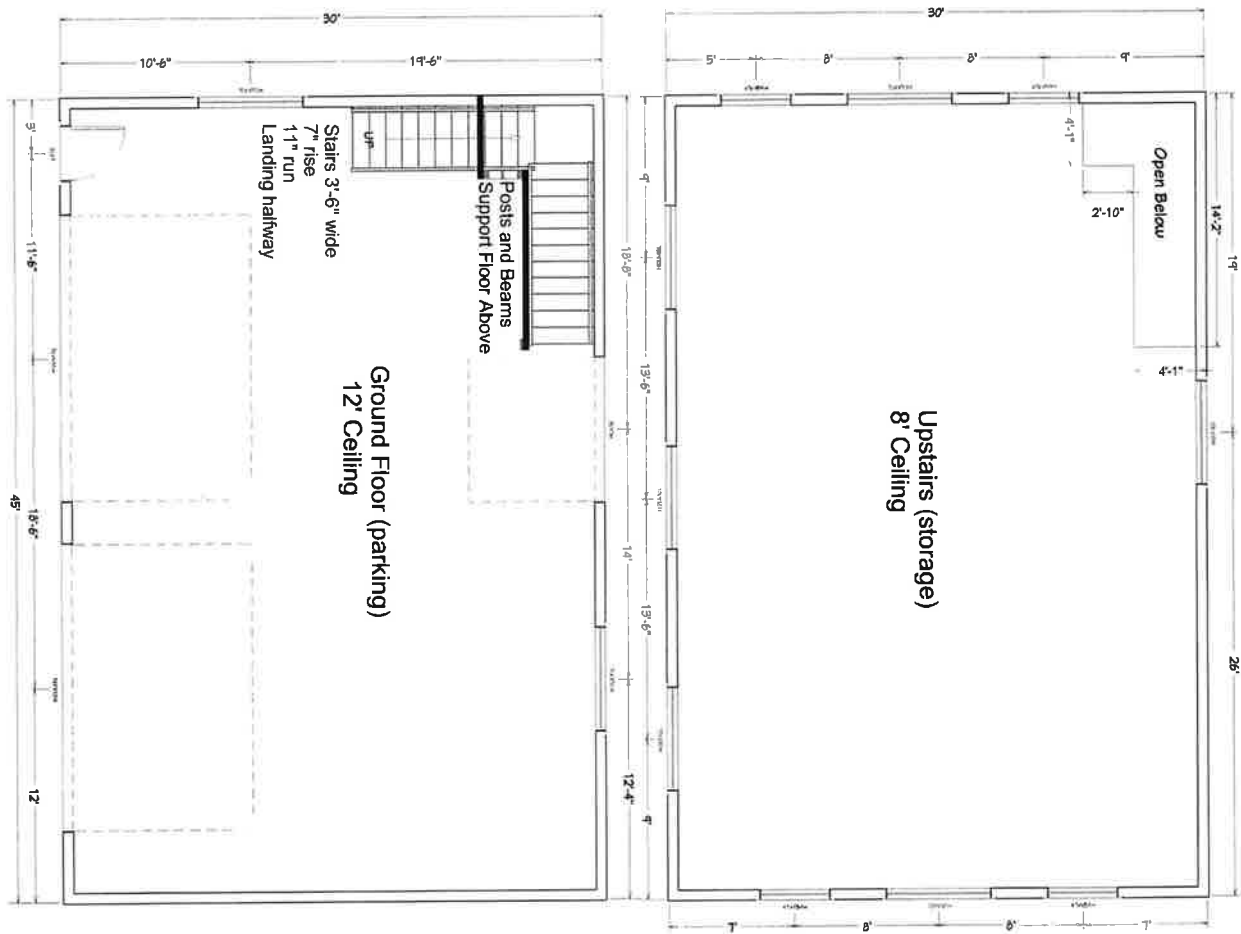 30'
10'-6"
19'-6"
3'
11'-6"
18'-6"
12'
45'
UP
Stairs 3'-6" wide
7" rise
11" run
Landing halfway
Posts and Beams
Support Floor Above
Ground Floor (parking)
12' Ceiling
18'-8"
14'
12'-4"
30'
5'
8'
8'
9'
9'
13'-6"
13'-6"
9'
4'-1"
Open Below
2'-10"
14'-2"
4'-1"
19'
26'
Upstairs (storage)
8' Ceiling
7'
8'
8'
7'